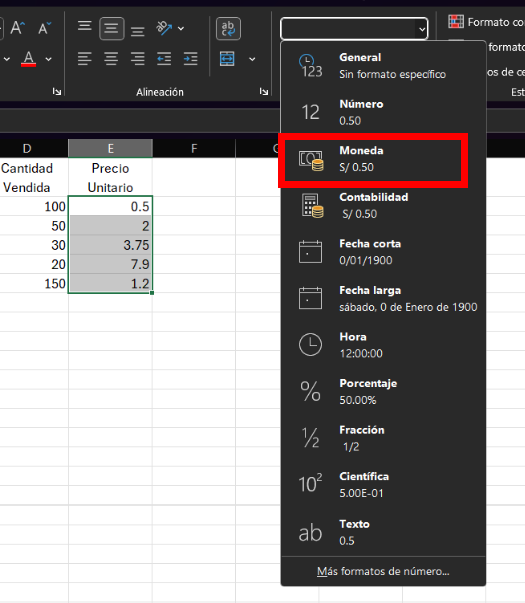 Formato co
formato
os de ce
Alineación
Est
General
123
Sin formato específico
12
Número
0.50
Moneda
S/ 0.50
Contabilidad
S/ 0.50
Fecha corta
0/01/1900
Fecha larga
sábado, 0 de Enero de 1900
Hora
12:00:00
%
Porcentaje
50.00%
½
Fracción
1/2
10²
Científica
5.00E-01
ab
Texto
0.5
Más formatos de número...
D E
Cantidad Precio
Vendida Unitario
100 0.5
50 2
30 3.75
20 7.9
150 1.2